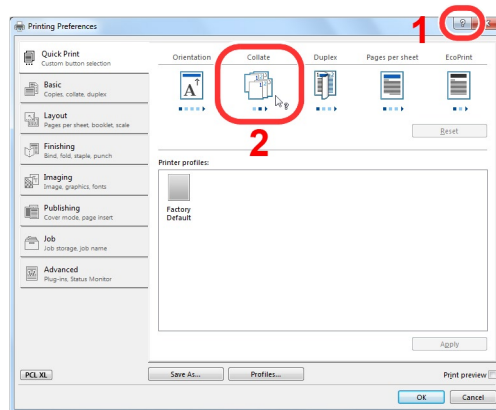 Printing Preferences
1
?
Quick Print
Custom button selection
Basic
Copies, collate, duplex
Layout
Pages per sheet, booklet, scale
Finishing
Bind, fold, staple, punch
Imaging
Image, graphics, fonts
Publishing
Cover mode, page insert
Job
Job storage, job name
Advanced
Plug-ins, Status Monitor
Orientation Collate Duplex Pages per sheet EcoPrint
A
2
Reset
Printer profiles:
Factory
Default
Apply
PCL XL Save As... Profiles... Print preview
OK Cancel